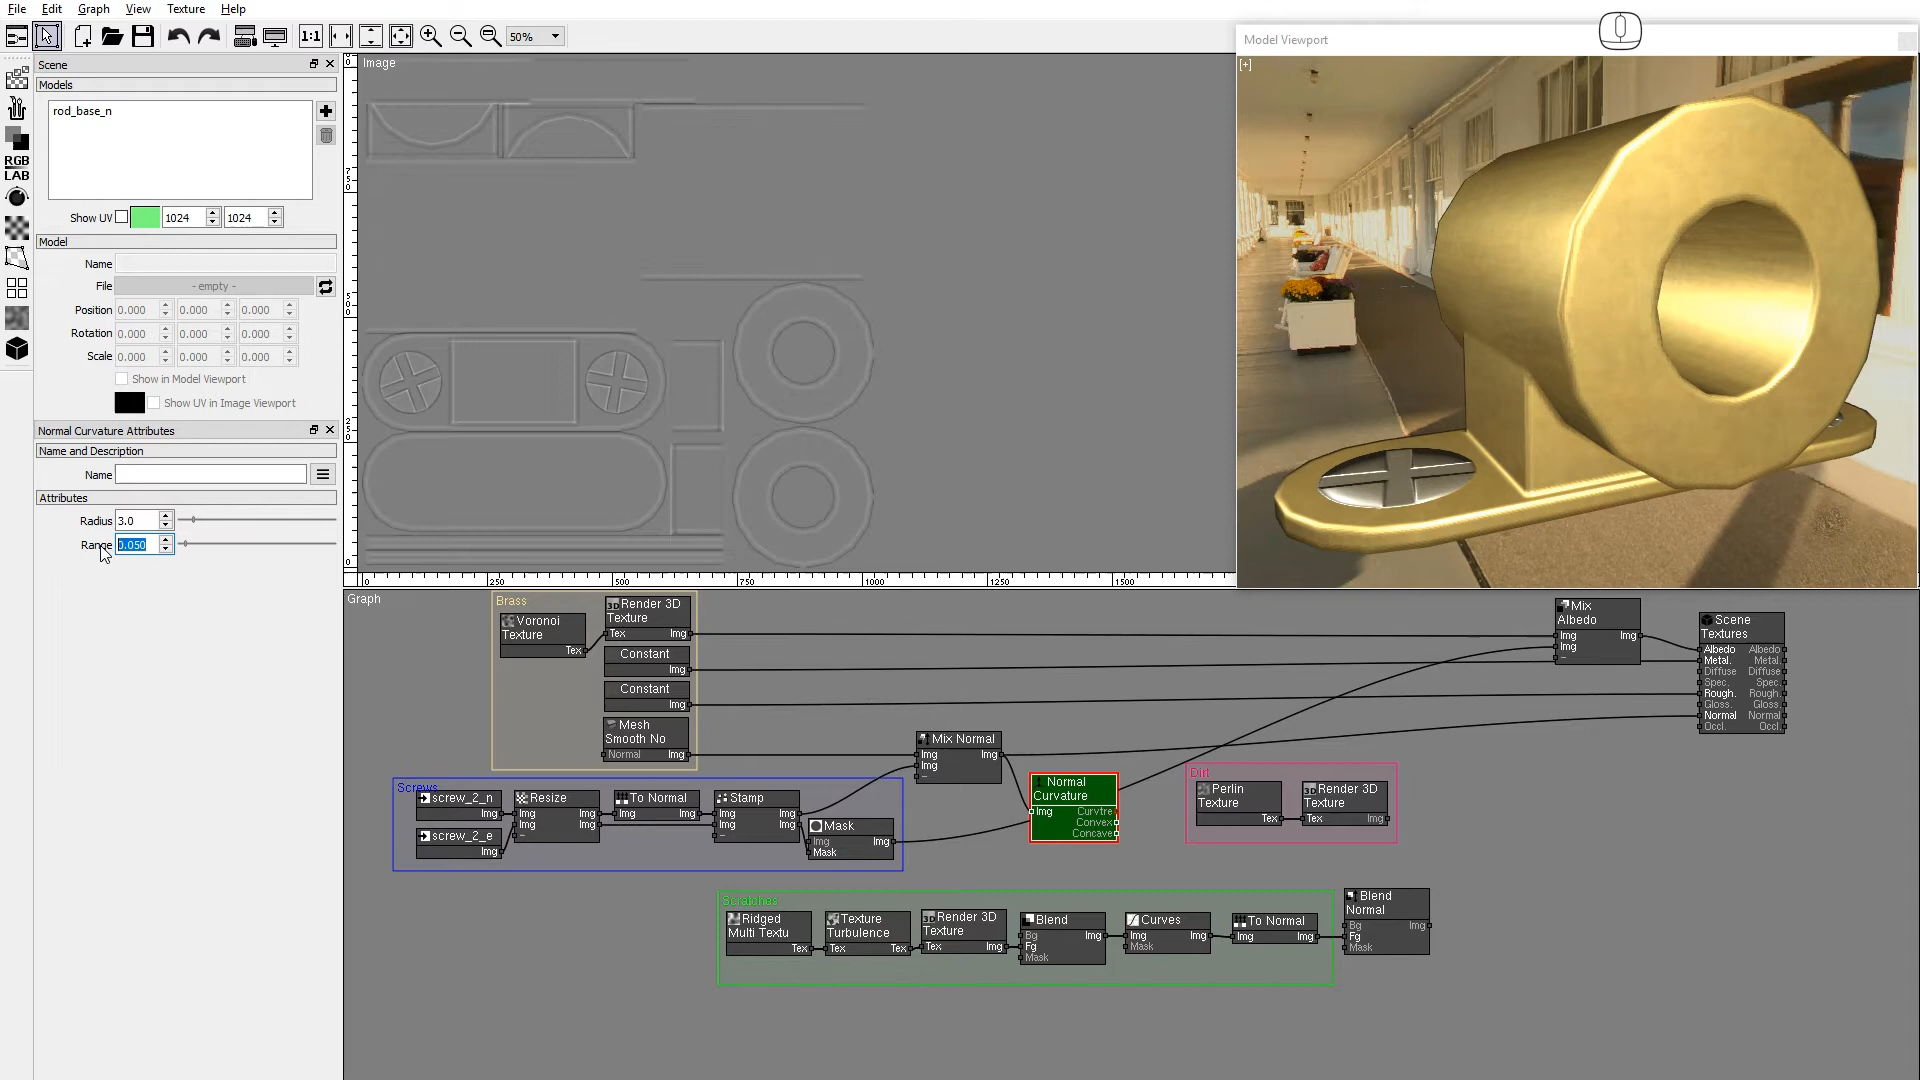 File Edit Graph View Texture Help
1:1 50%
Scene
Models
rod_base_n
RGB
LAB
Show UV 1024 1024
Model
Name
File - empty -
Position 0.000 0.000 0.000
Rotation 0.000 0.000 0.000
Scale 0.000 0.000 0.000
Show in Model Viewport
Show UV in Image Viewport
Normal Curvature Attributes
Name and Description
Name
Attributes
Radius 3.0
Range 0.050
Image
750
500
250
0
0 250 500 750 1000 1250 1500
Model Viewport
[+]
Graph
Brass
Voronoi
Texture
Tex
3D Render 3D
Texture
Tex Img
Constant
Img
Constant
Img
Mesh
Smooth No
Normal Img
Screws
screw_2_n
Img
screw_2_e
Img
Resize
Img Img
Img
To Normal
Img Img
Stamp
Img Img
Img
Mask
Img Img
Mask
Mix Normal
Img Img
Img
Normal
Curvature
Img Curvtre
Convex
Concave
Dirt
Perlin
Texture
Tex
3D Render 3D
Texture
Tex Img
Mix
Albedo
Img Img
Img
Scene
Textures
Albedo Albedo
Metal. Metal.
Diffuse Diffuse
Spec. Spec.
Rough. Rough.
Gloss. Gloss.
Normal Normal
Occl. Occl.
Scratches
Ridged
Multi Textu
Tex
Texture
Turbulence
Tex Tex
3D Render 3D
Texture
Tex Img
Blend
Bg Img
Fg
Mask
Curves
Img Img
Mask
To Normal
Img Img
Blend
Normal
Bg Img
Fg
Mask